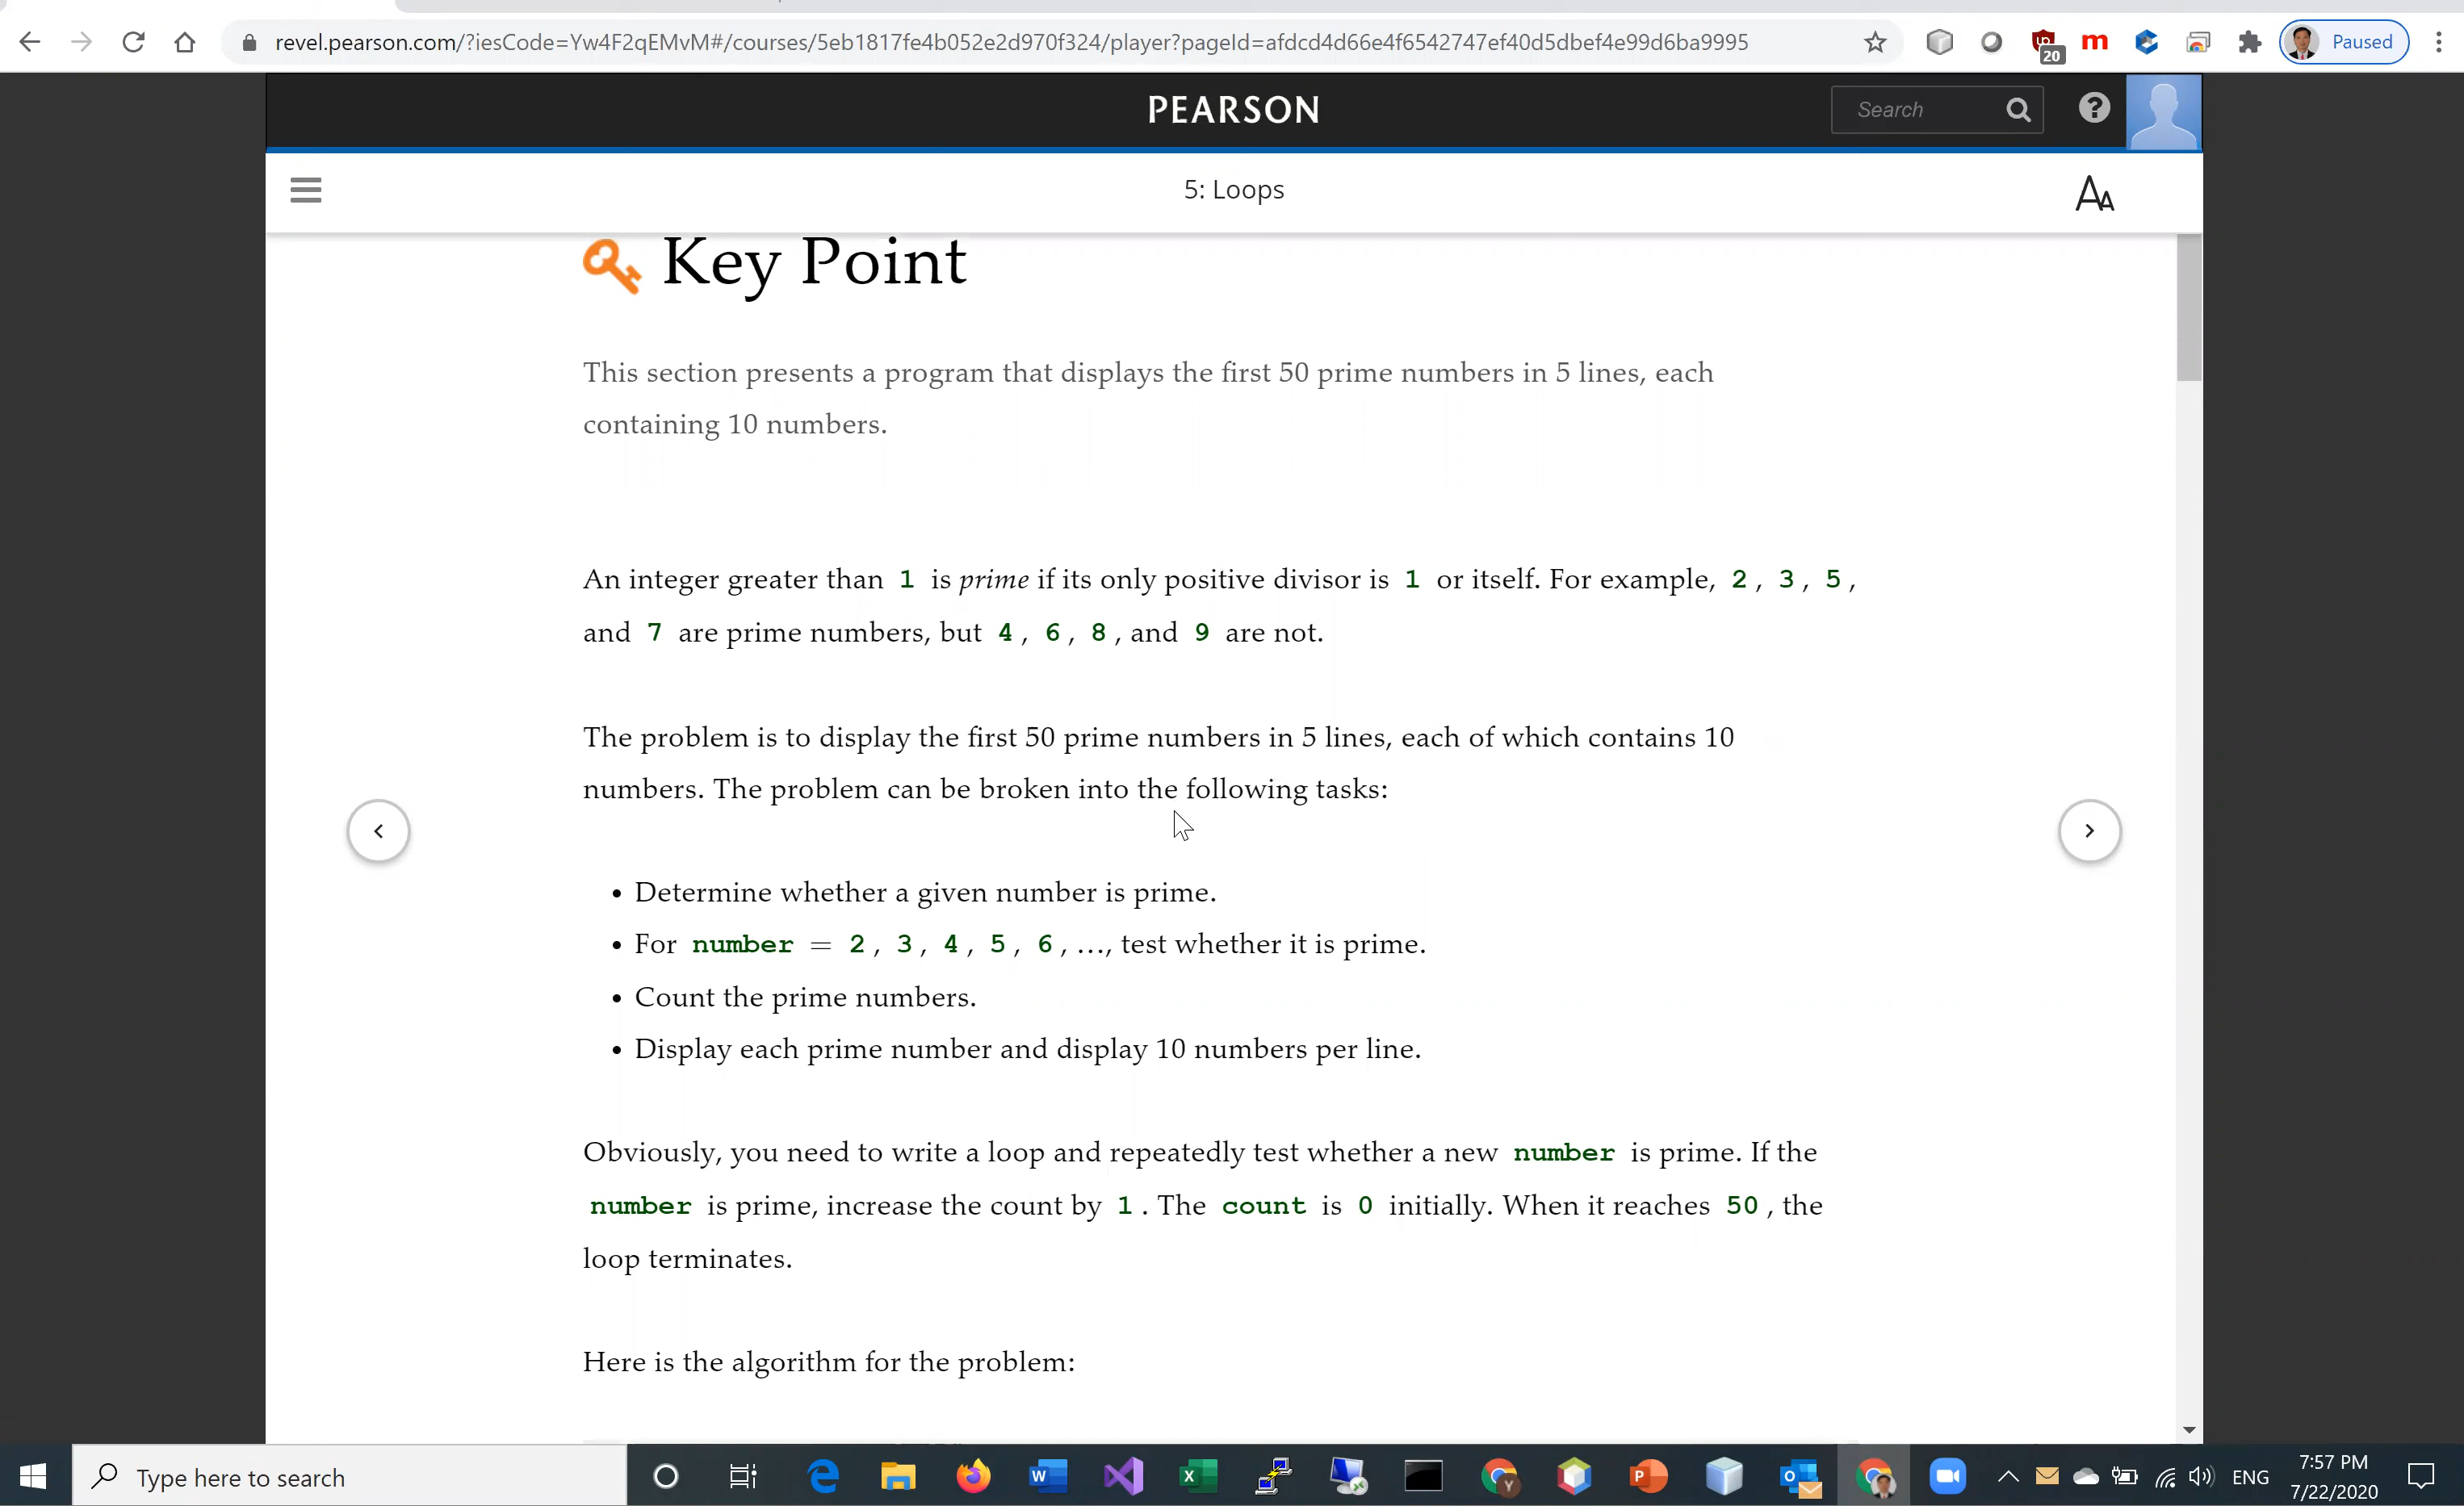 revel.pearson.com/?iesCode=Yw4F2qEMvM#/courses/5eb1817fe4b052e2d970f324/player?pageId=afdcd4d66e4f6542747ef40d5dbef4e99d6ba9995
20
m
Paused
PEARSON
Search
5: Loops
Key Point
This section presents a program that displays the first 50 prime numbers in 5 lines, each
containing 10 numbers.
An integer greater than 1 is prime if its only positive divisor is 1 or itself. For example, 2, 3, 5,
and 7 are prime numbers, but 4, 6, 8, and 9 are not.
The problem is to display the first 50 prime numbers in 5 lines, each of which contains 10
numbers. The problem can be broken into the following tasks:
• Determine whether a given number is prime.
• For number = 2, 3, 4, 5, 6, …, test whether it is prime.
• Count the prime numbers.
• Display each prime number and display 10 numbers per line.
Obviously, you need to write a loop and repeatedly test whether a new number is prime. If the
number is prime, increase the count by 1. The count is 0 initially. When it reaches 50, the
loop terminates.
Here is the algorithm for the problem:
Type here to search
ENG
7:57 PM
7/22/2020